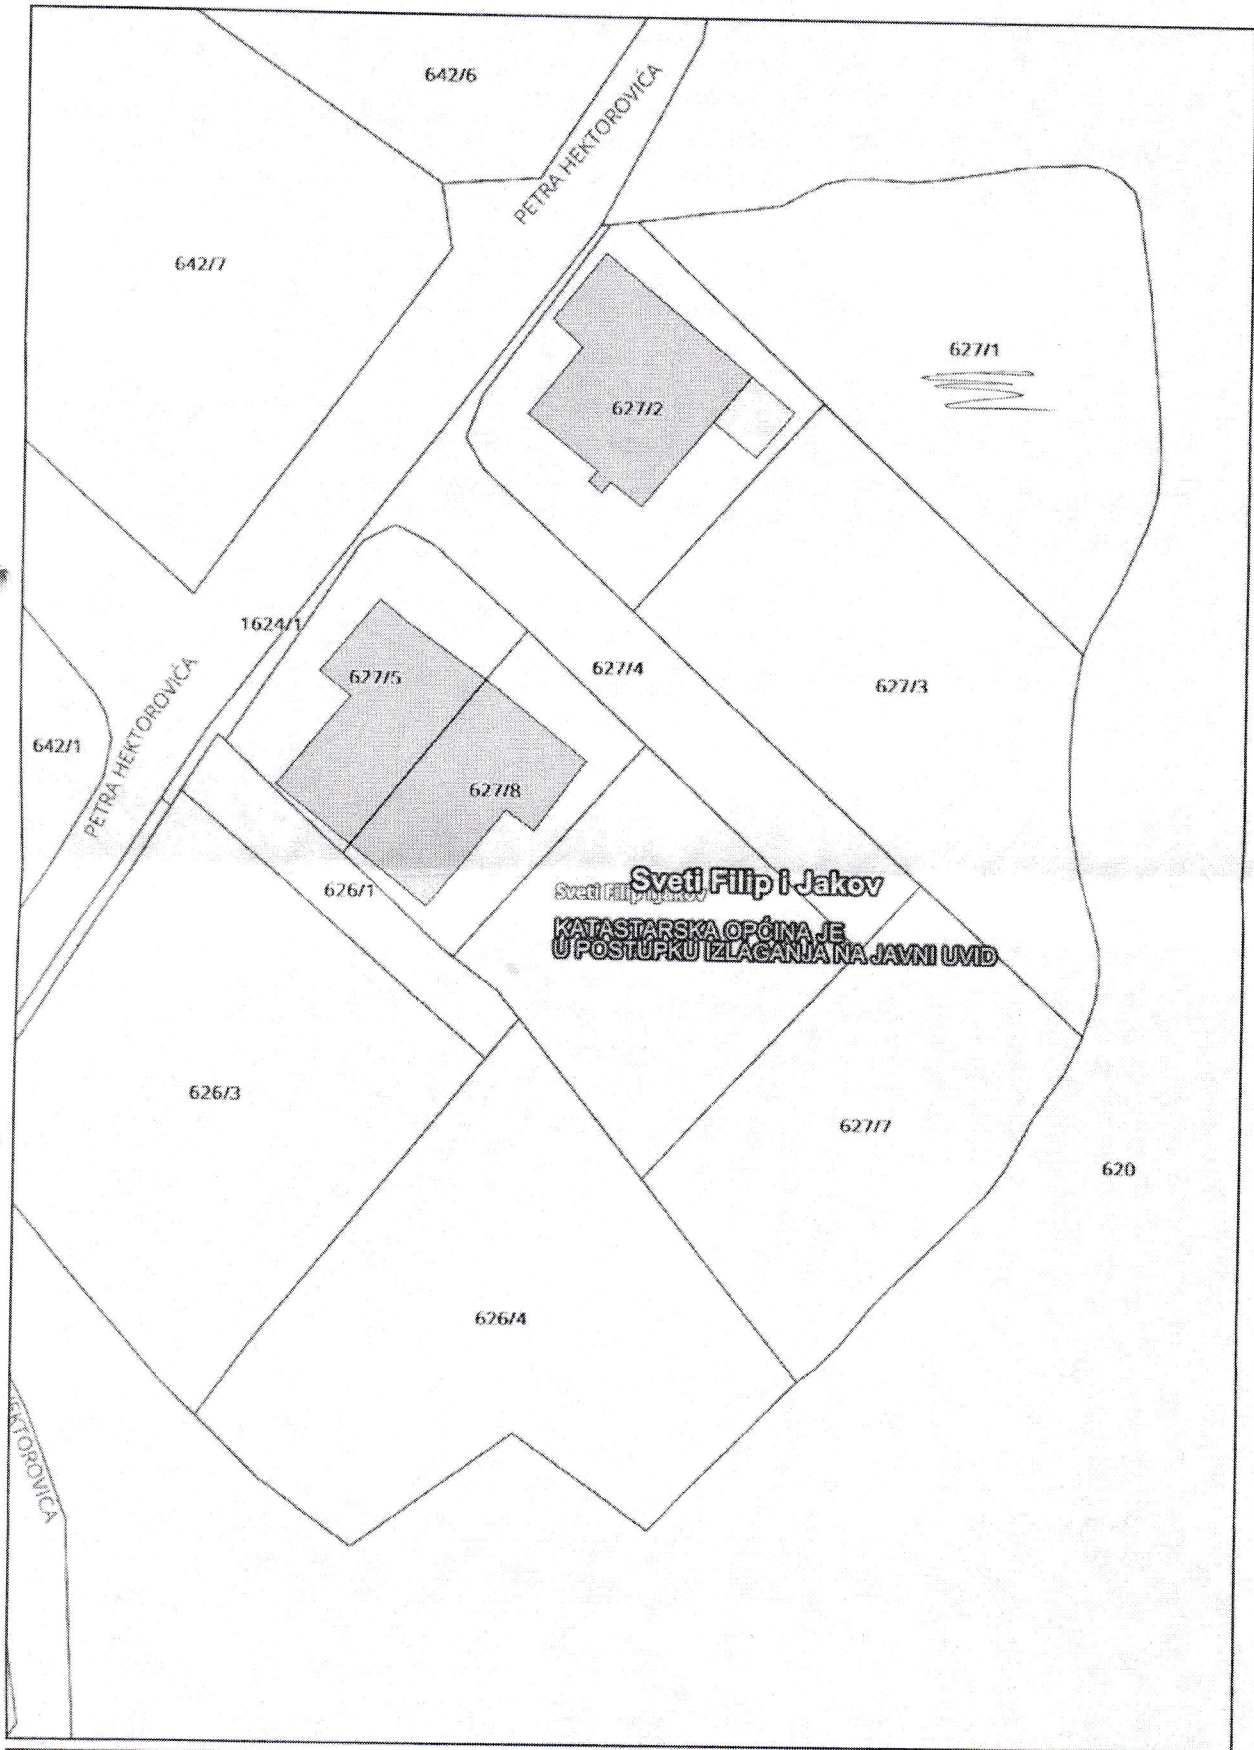 642/6
PETRA HEKTOROVIĆA
642/7
627/1
627/2
1624/1
627/5
627/4
627/3
642/1
PETRA HEKTOROVIĆA
627/8
626/1
Sveti Filip i Jakov
Sveti Filip i Jakov
KATASTARSKA OPĆINA JE
U POSTUPKU IZLAGANJA NA JAVNI UVID
626/3
627/7
620
626/4
HEKTOROVIĆA